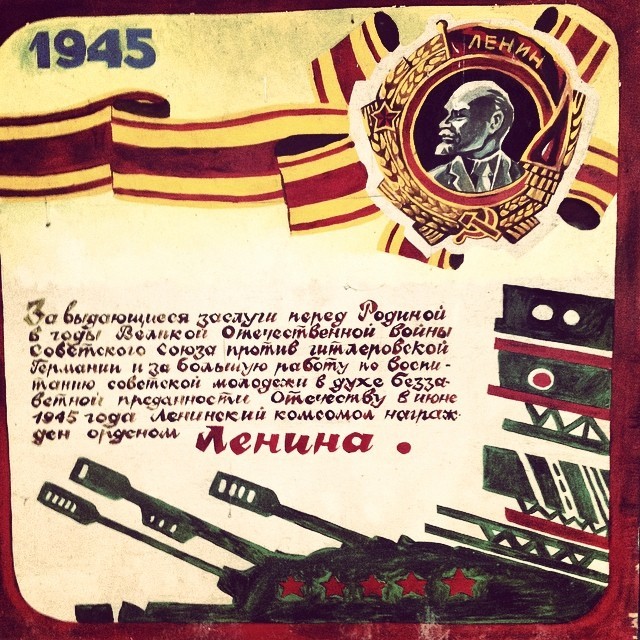 1945
ЛЕНИН
За выдающиеся заслуги перед Родиной
в годы Великой Отечественной войны
Советского Союза против гитлеровской
Германии и за большую работу по воспи-
танию советской молодежи в духе безза-
ветной преданности Отечеству в июне
1945 года Ленинский комсомол награж-
ден орденом Ленина.